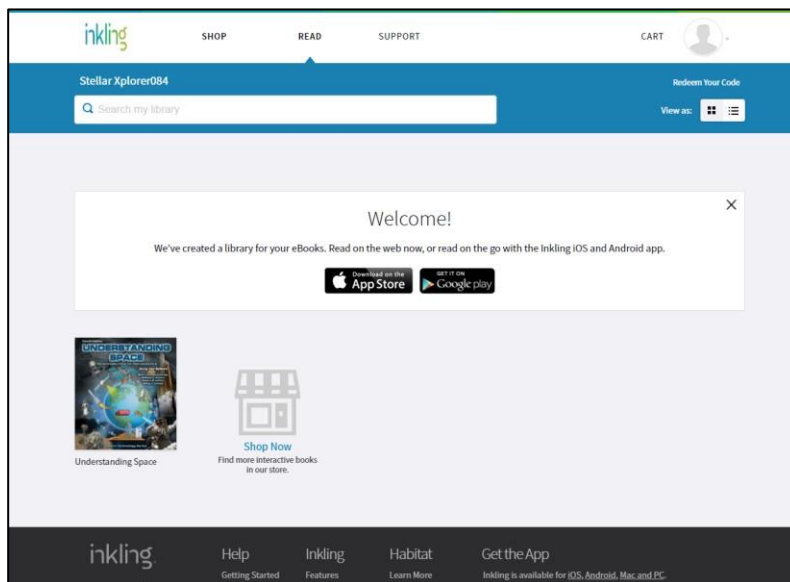 inkling
SHOP READ SUPPORT CART
Stellar Xplorer084
Redeem Your Code
Search my library
View as:
Welcome!
We've created a library for your eBooks. Read on the web now, or read on the go with the Inkling iOS and Android app.
Download on the App Store
GET IT ON Google play
UNDERSTANDING
SPACE
Understanding Space
Shop Now
Find more interactive books
in our store.
inkling
Help Inkling Habitat Get the App
Getting Started Features Learn More Inkling is available for iOS, Android, Mac and PC.